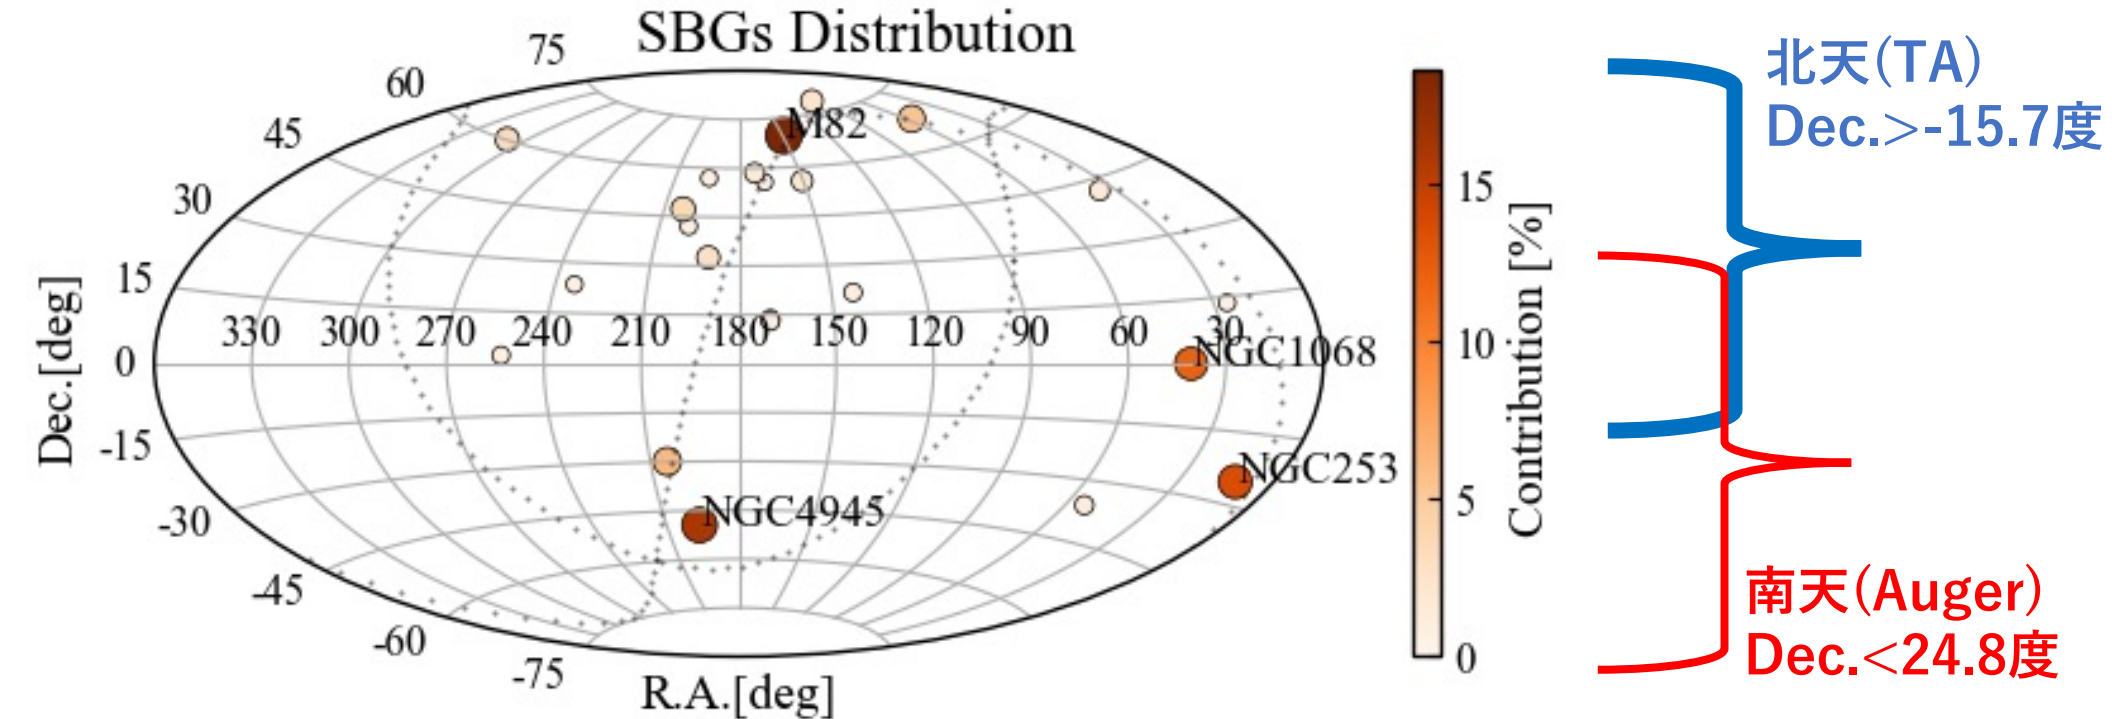 SBGs Distribution
75
60
45
30
15
0
-15
-30
-45
-60
-75
Dec.[deg]
330 300 270 240 210 180 150 120 90 60 30
R.A.[deg]
M82
NGC1068
NGC253
NGC4945
15
10
5
0
Contribution [%]
北天(TA)
Dec.>-15.7度
南天(Auger)
Dec.<24.8度